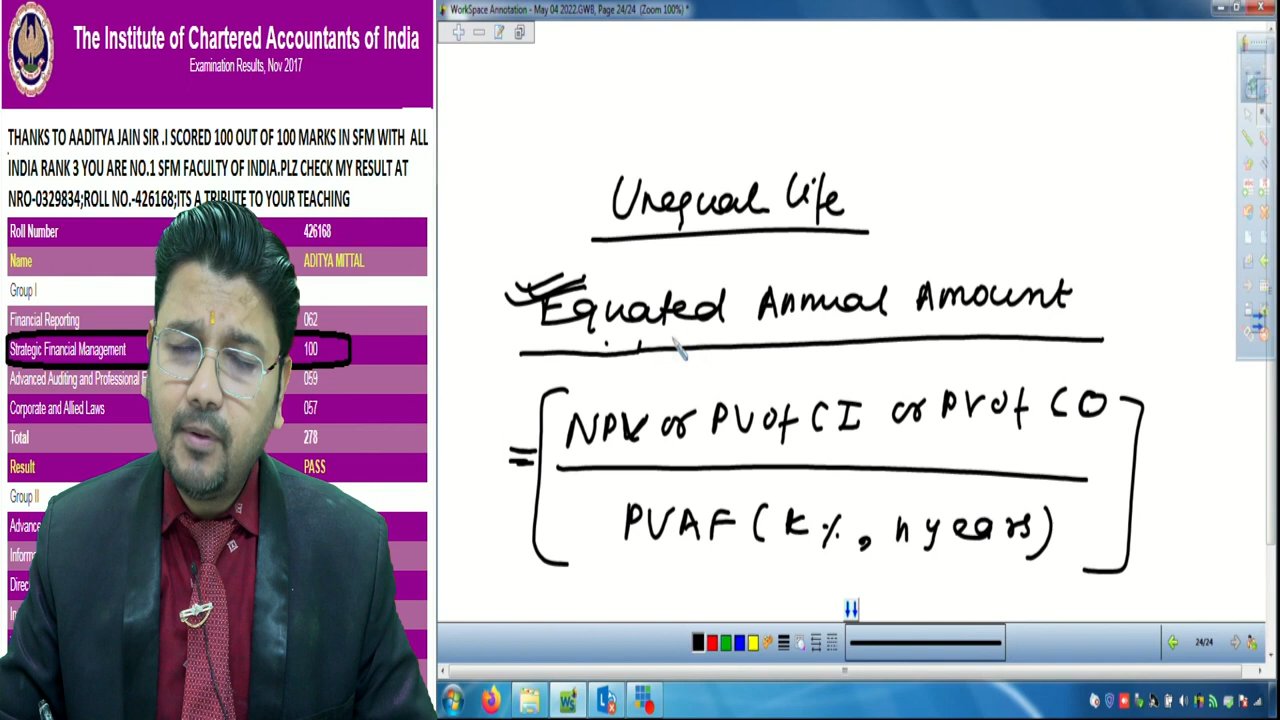 The Institute of Chartered Accountants of India
Examination Results, Nov 2017
THANKS TO AADITYA JAIN SIR .I SCORED 100 OUT OF 100 MARKS IN SFM WITH ALL
INDIA RANK 3 YOU ARE NO.1 SFM FACULTY OF INDIA.PLZ CHECK MY RESULT AT
NRO-0329834;ROLL NO.-426168;ITS A TRIBUTE TO YOUR TEACHING
Roll Number 426168
Name ADITYA MITTAL
Group I
Financial Reporting 062
Strategic Financial Management 100
Advanced Auditing and Professional E 059
Corporate and Allied Laws 057
Total 278
Result PASS
Group II
Advance
Inform
Direc
WorkSpace Annotation - May 04 2022.GWB, Page 24/24 (Zoom 100%) *
Unequal Life
Equated Annual Amount
= [ NPV or PV of CI or PV of CO
PVAF (K%, n years) ]
24/24